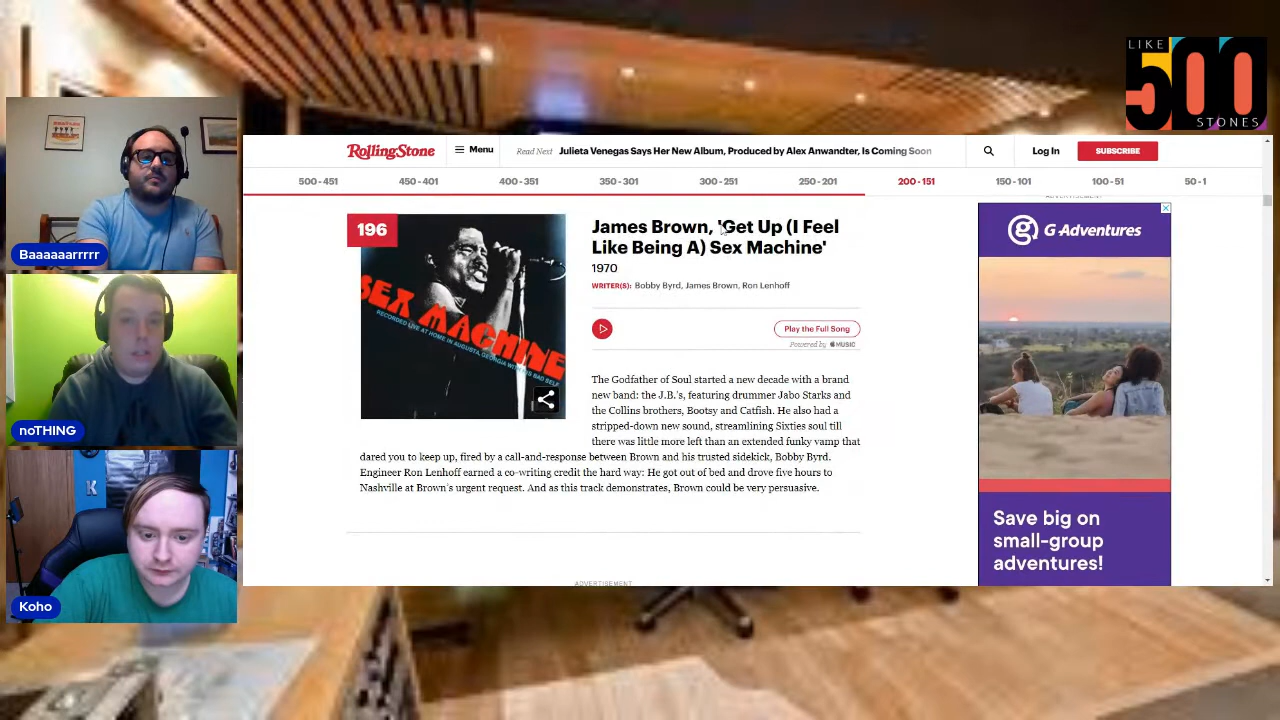 LIKE
500
STONES
RollingStone
Menu
Read Next Julieta Venegas Says Her New Album, Produced by Alex Anwandter, Is Coming Soon
Log In
SUBSCRIBE
500 - 451
450 - 401
400 - 351
350 - 301
300 - 251
250 - 201
200 - 151
150 - 101
100 - 51
50 - 1
ADVERTISEMENT
196
SEX MACHINE
RECORDED LIVE AT HOME IN AUGUSTA, GEORGIA WITH HIS BAD SELF
James Brown, 'Get Up (I Feel
Like Being A) Sex Machine'
1970
WRITER(S): Bobby Byrd, James Brown, Ron Lenhoff
Play the Full Song
Powered by MUSIC
The Godfather of Soul started a new decade with a brand
new band: the J.B.'s, featuring drummer Jabo Starks and
the Collins brothers, Bootsy and Catfish. He also had a
stripped-down new sound, streamlining Sixties soul till
there was little more left than an extended funky vamp that
dared you to keep up, fired by a call-and-response between Brown and his trusted sidekick, Bobby Byrd.
Engineer Ron Lenhoff earned a co-writing credit the hard way: He got out of bed and drove five hours to
Nashville at Brown's urgent request. And as this track demonstrates, Brown could be very persuasive.
ADVERTISEMENT
G Adventures
Save big on
small-group
adventures!
Baaaaaarrrrr
noTHING
K
Koho